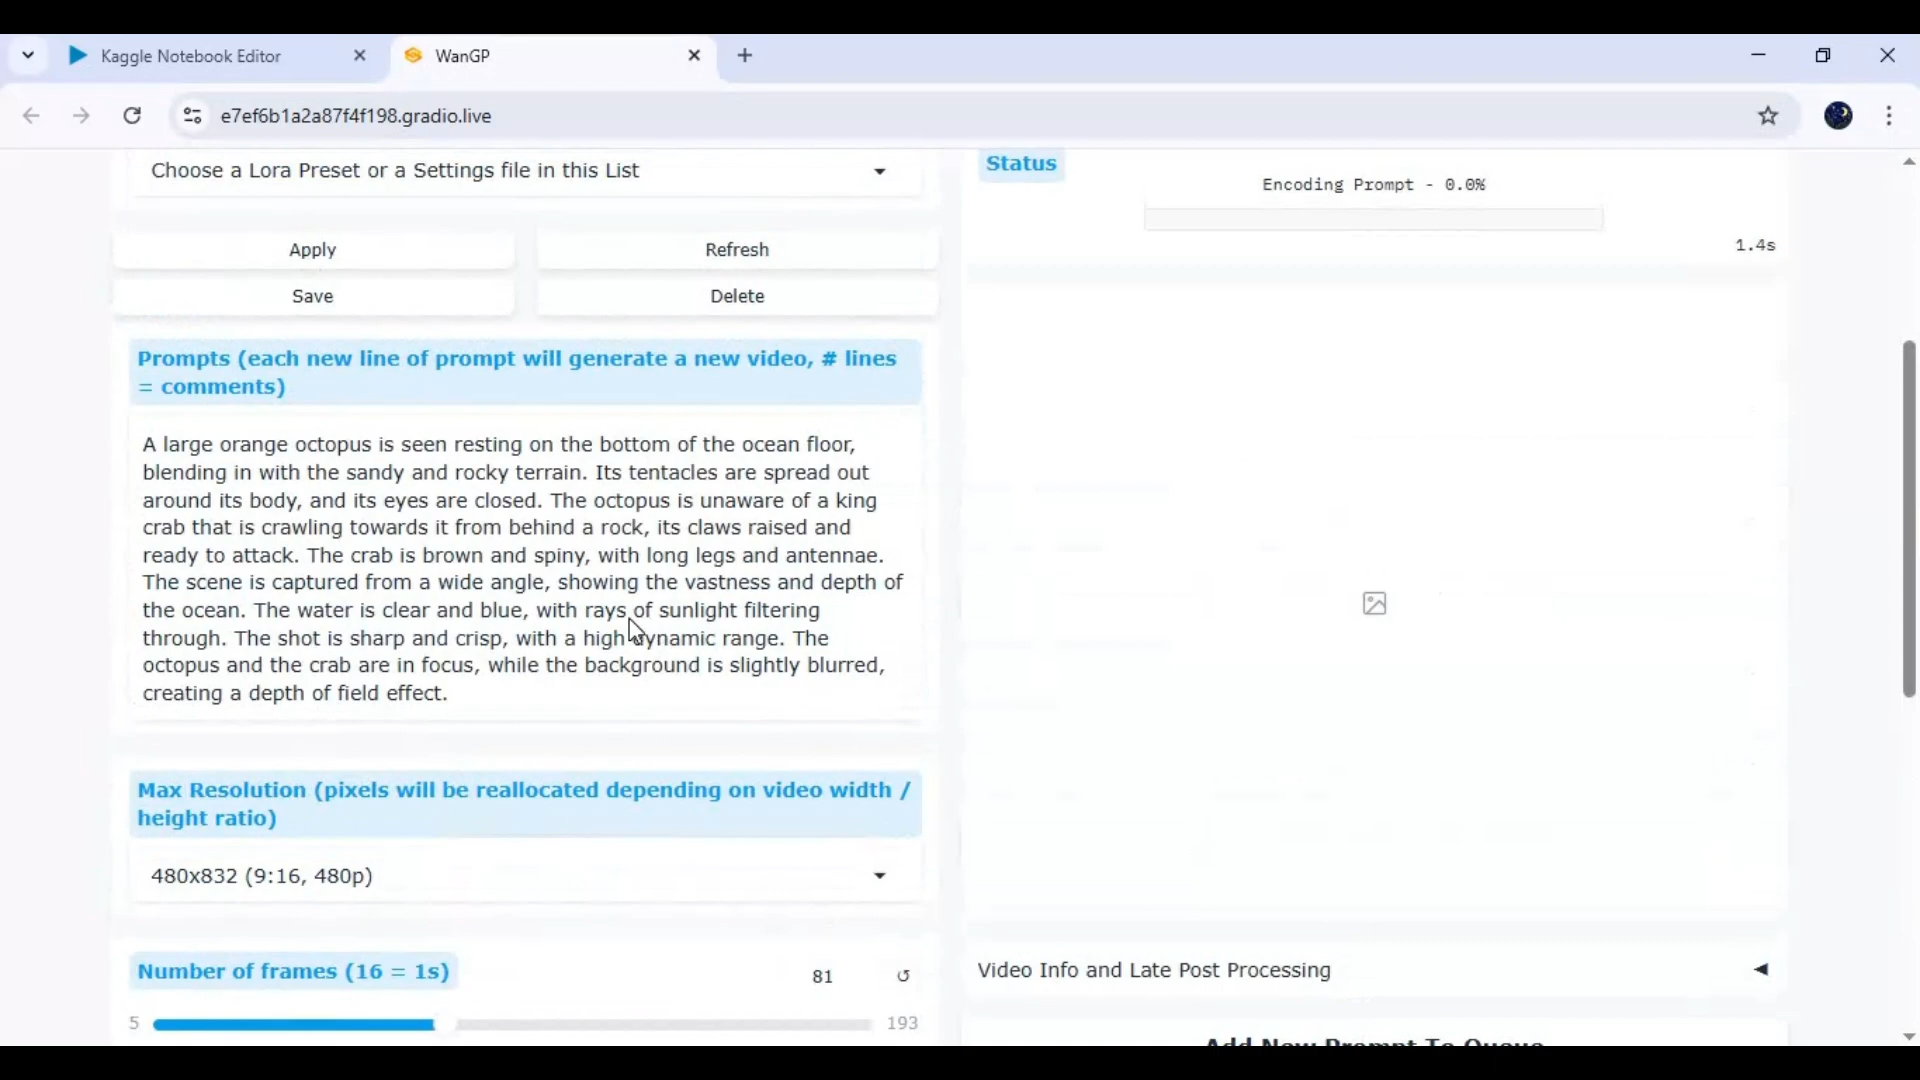 Kaggle Notebook Editor
WanGP
e7ef6b1a2a87f4f198.gradio.live
Choose a Lora Preset or a Settings file in this List
Apply
Refresh
Save
Delete
Prompts (each new line of prompt will generate a new video, # lines
= comments)
A large orange octopus is seen resting on the bottom of the ocean floor,
blending in with the sandy and rocky terrain. Its tentacles are spread out
around its body, and its eyes are closed. The octopus is unaware of a king
crab that is crawling towards it from behind a rock, its claws raised and
ready to attack. The crab is brown and spiny, with long legs and antennae.
The scene is captured from a wide angle, showing the vastness and depth of
the ocean. The water is clear and blue, with rays of sunlight filtering
through. The shot is sharp and crisp, with a high dynamic range. The
octopus and the crab are in focus, while the background is slightly blurred,
creating a depth of field effect.
Max Resolution (pixels will be reallocated depending on video width /
height ratio)
480x832 (9:16, 480p)
Number of frames (16 = 1s)
81
5
193
Status
Encoding Prompt - 0.0%
1.4s
Video Info and Late Post Processing
Add New Prompt To Queue